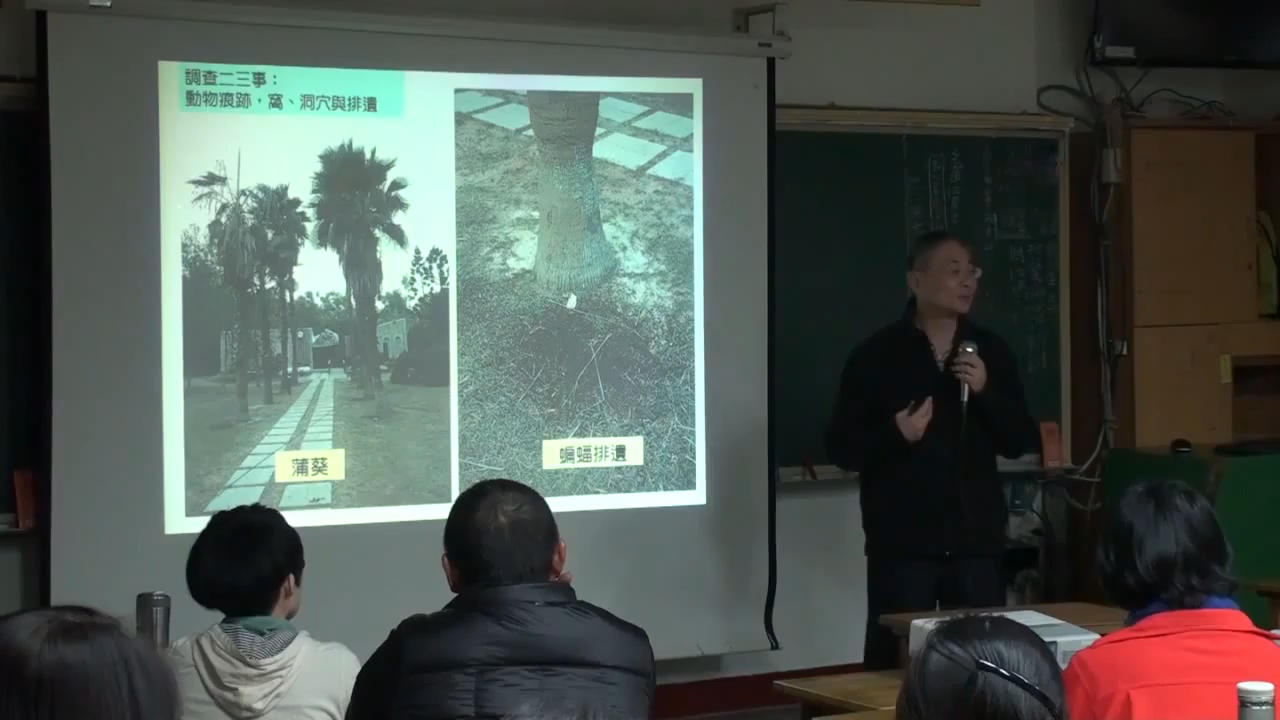 調查二三事：
動物痕跡，窩、洞穴與排遺
蒲葵
蝙蝠排遺